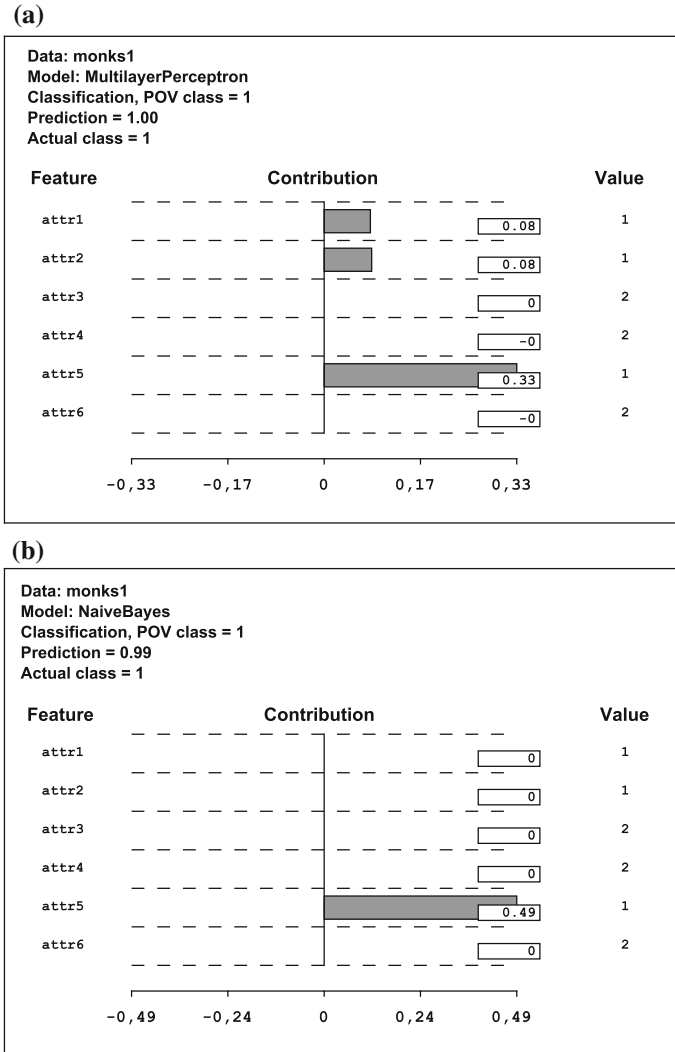 (a)
Data: monks1
Model: MultilayerPerceptron
Classification, POV class = 1
Prediction = 1.00
Actual class = 1
Feature Contribution Value
attr1 0.08 1
attr2 0.08 1
attr3 0 2
attr4 -0 2
attr5 0.33 1
attr6 -0 2
-0,33 -0,17 0 0,17 0,33
(b)
Data: monks1
Model: NaiveBayes
Classification, POV class = 1
Prediction = 0.99
Actual class = 1
Feature Contribution Value
attr1 0 1
attr2 0 1
attr3 0 2
attr4 0 2
attr5 0.49 1
attr6 0 2
-0,49 -0,24 0 0,24 0,49